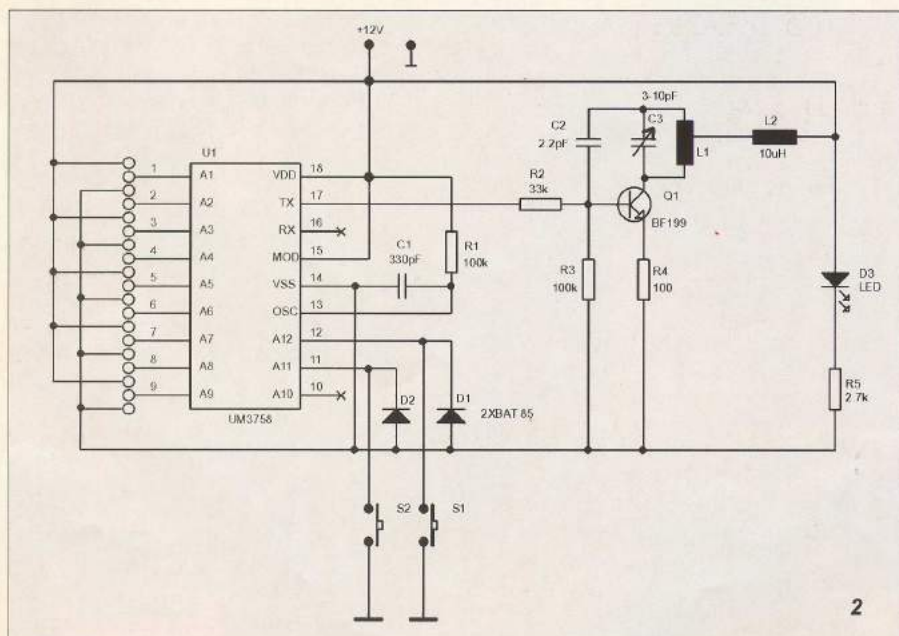 +12V
3-10pF
C2
2.2pF
C3
L1
L2
10uH
U1
R2
33k
Q1
BF199
1
2
3
4
5
6
7
8
9
A1
A2
A3
A4
A5
A6
A7
A8
A9
VDD
TX
RX
MOD
VSS
OSC
A12
A11
A10
18
17
16
15
14
13
12
11
10
UM3758
C1
330pF
R1
100k
R3
100k
R4
100
D3
LED
R5
2.7k
D2
D1
2XBAT 85
S2
S1
2